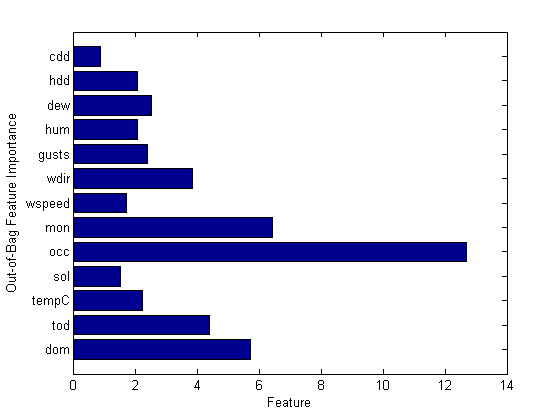 cdd
hdd
dew
hum
gusts
wdir
wspeed
mon
occ
sol
tempC
tod
dom
Out-of-Bag Feature Importance
0 2 4 6 8 10 12 14
Feature